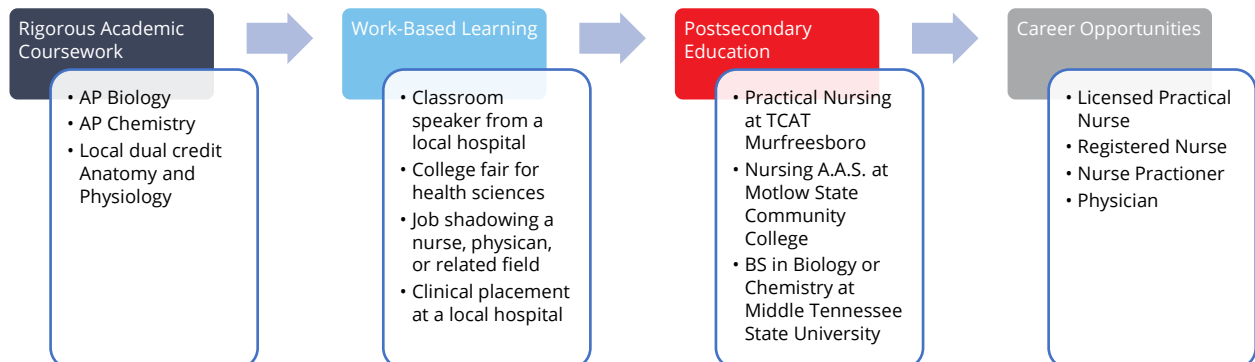 Rigorous Academic
Coursework
• AP Biology
• AP Chemistry
• Local dual credit
Anatomy and
Physiology
Work-Based Learning
• Classroom
speaker from a
local hospital
• College fair for
health sciences
• Job shadowing a
nurse, physican,
or related field
• Clinical placement
at a local hospital
Postsecondary
Education
• Practical Nursing
at TCAT
Murfreesboro
• Nursing A.A.S. at
Motlow State
Community
College
• BS in Biology or
Chemistry at
Middle Tennessee
State University
Career Opportunities
• Licensed Practical
Nurse
• Registered Nurse
• Nurse Practioner
• Physician